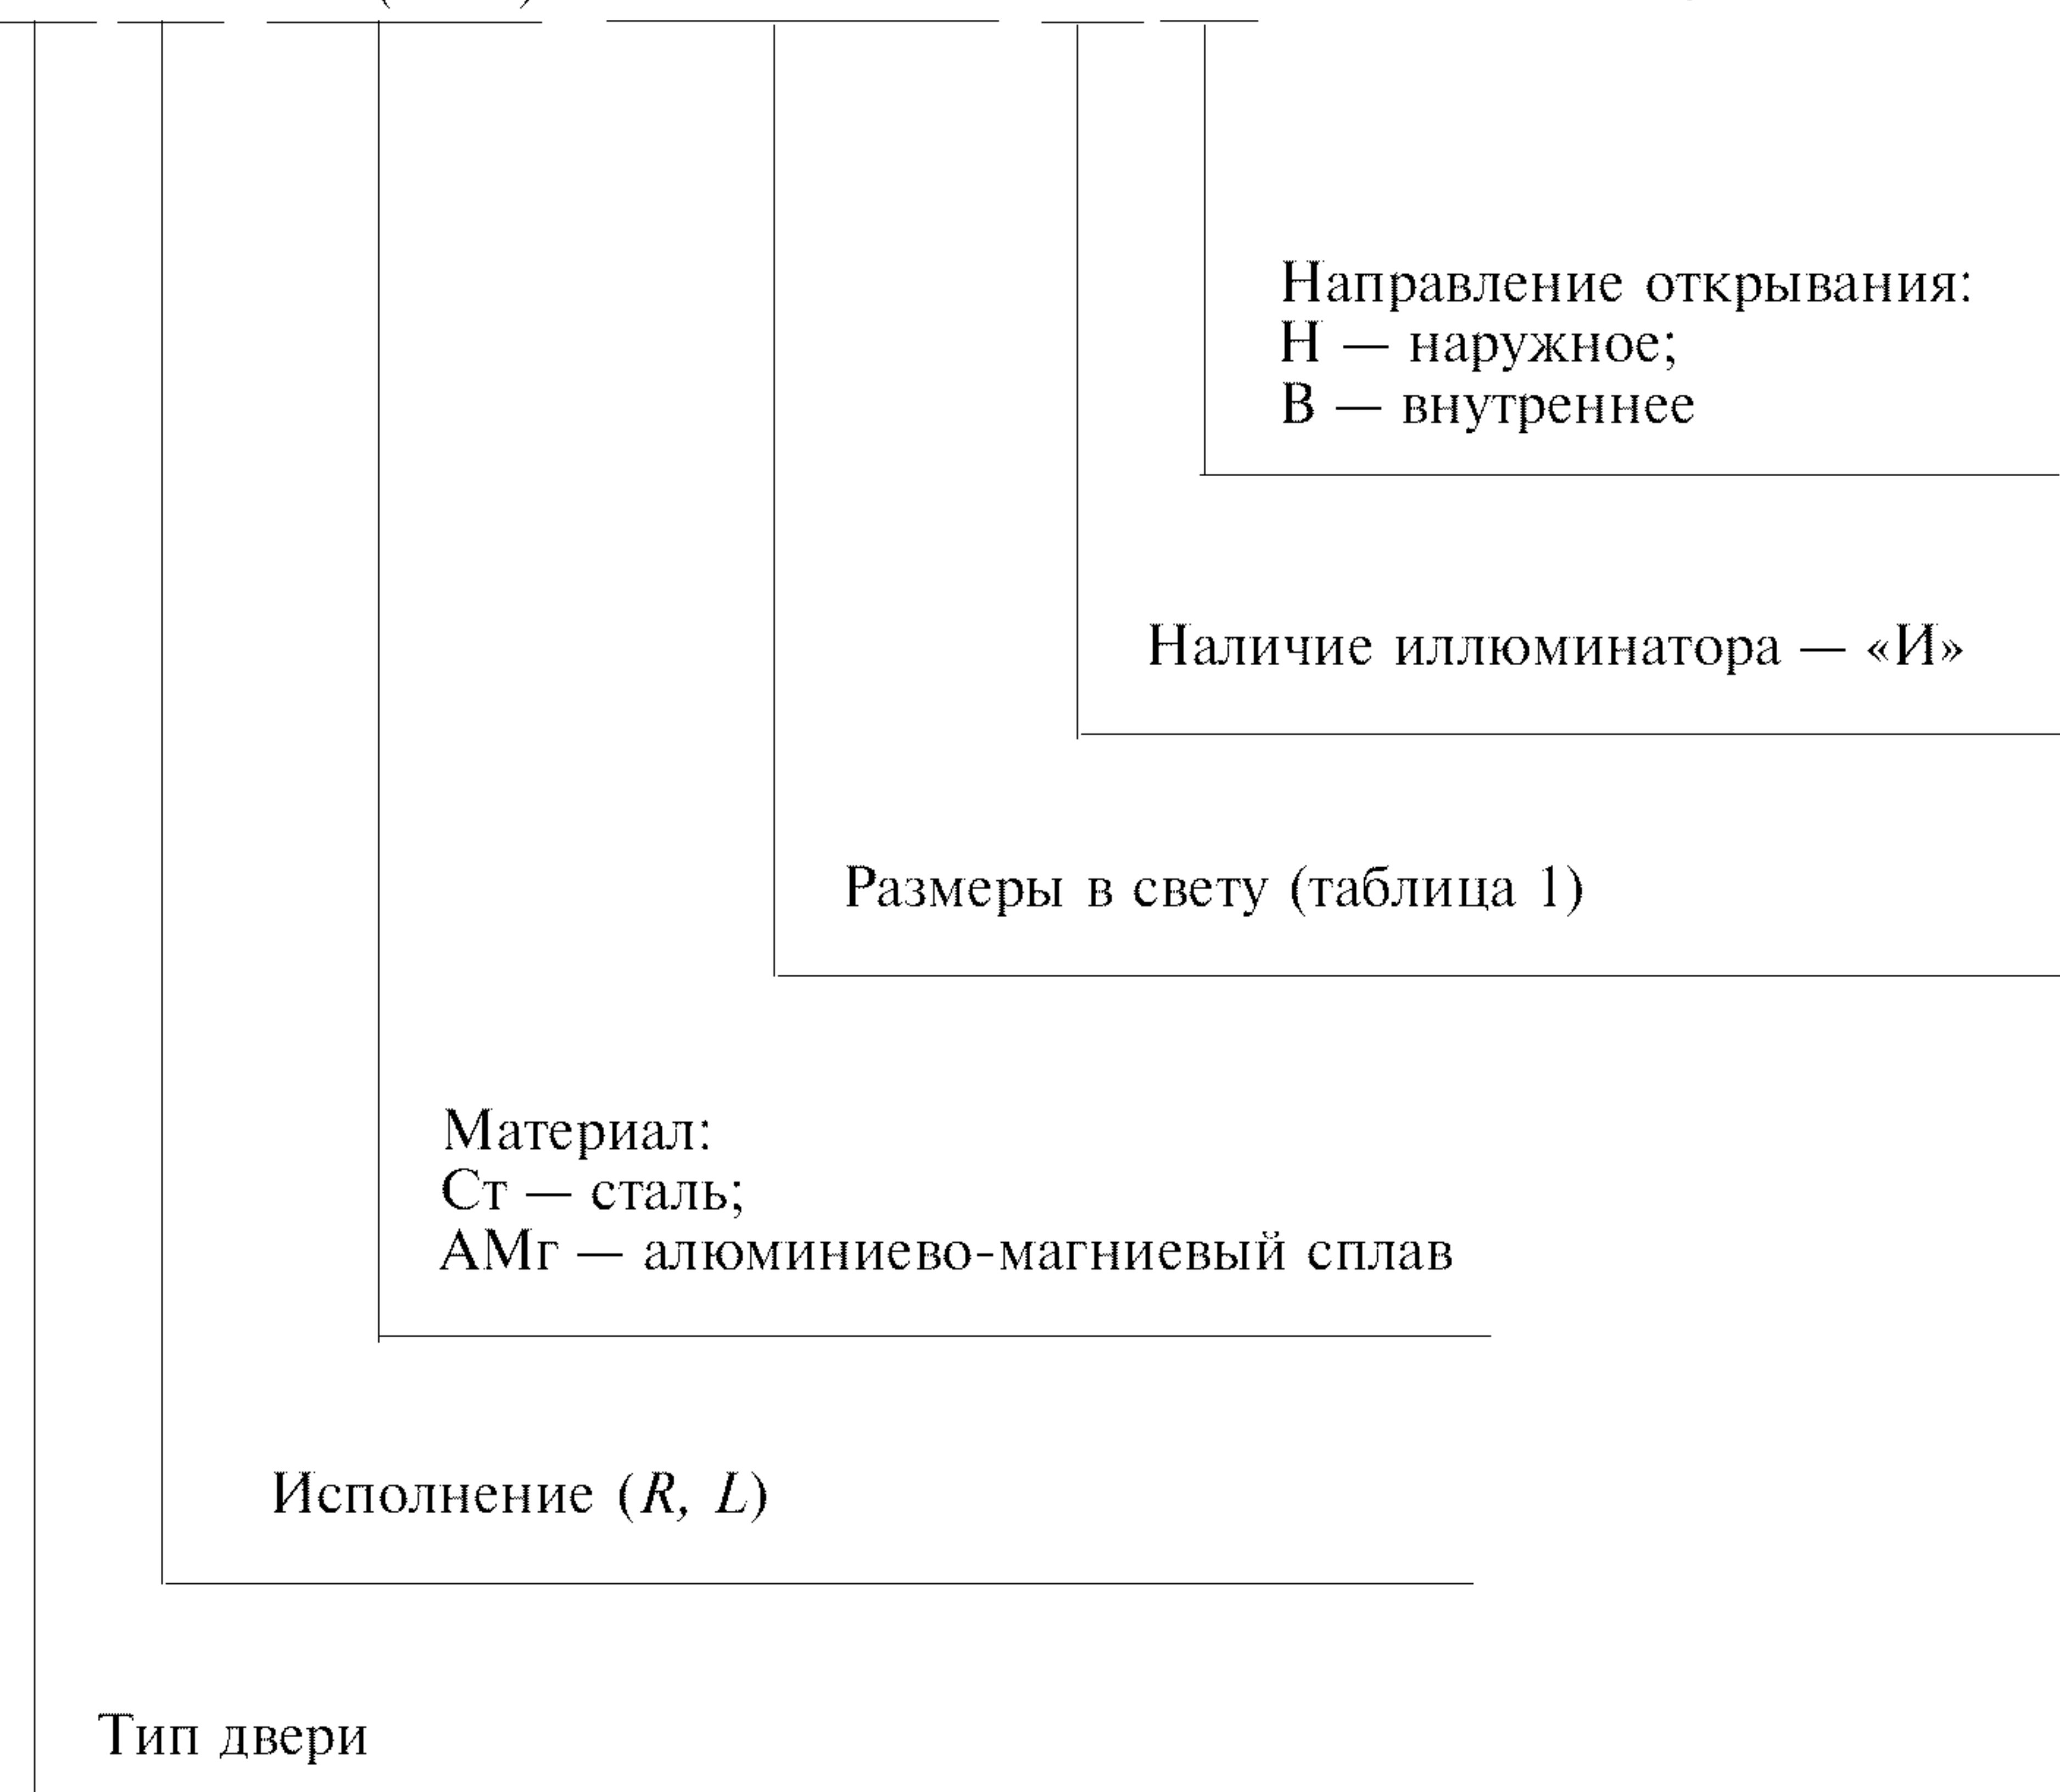 Направление открывания:
Н — наружное;
В — внутреннее
Наличие иллюминатора — «И»
Размеры в свету (таблица 1)
Материал:
Ст — сталь;
АМг — алюминиево-магниевый сплав
Исполнение (R, L)
Тип двери